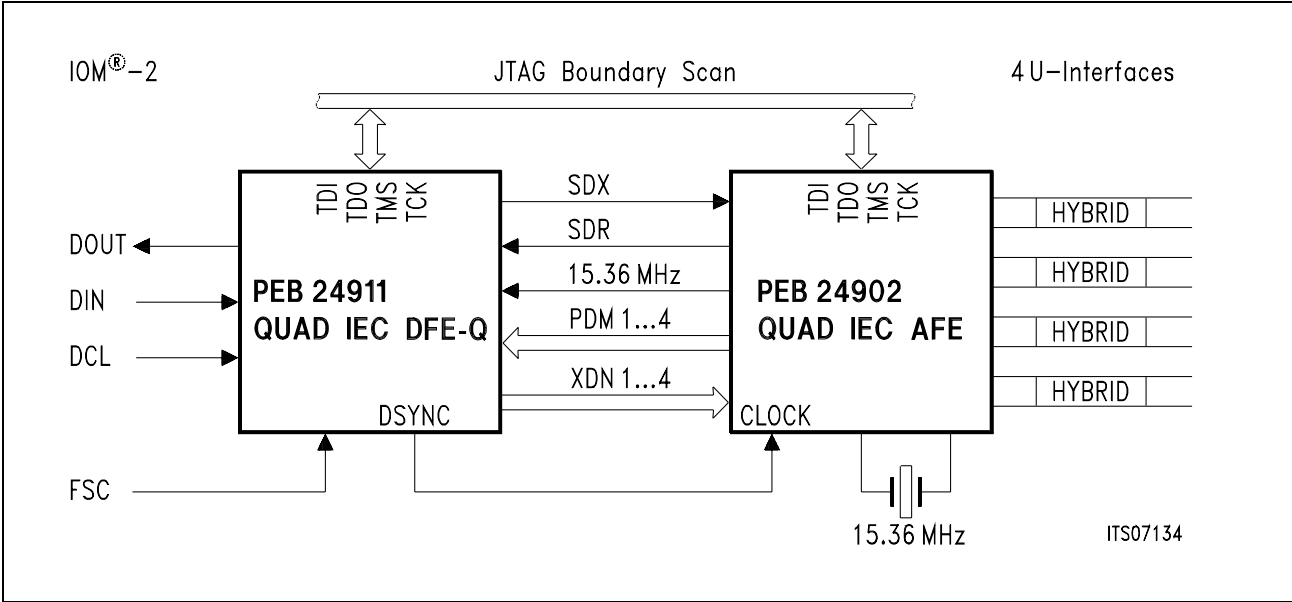 IOM®-2
JTAG Boundary Scan
4 U-Interfaces
TDI
TDO
TMS
TCK
TDI
TDO
TMS
TCK
SDX
SDR
15.36 MHz
PDM 1...4
XDN 1...4
DOUT
DIN
DCL
FSC
PEB 24911
QUAD IEC DFE-Q
DSYNC
PEB 24902
QUAD IEC AFE
CLOCK
HYBRID
HYBRID
HYBRID
HYBRID
15.36 MHz
ITS07134